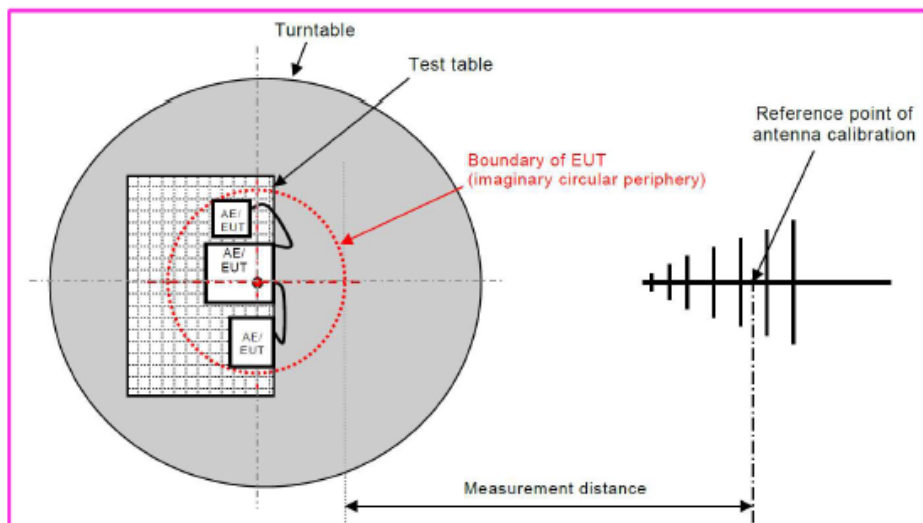 Turntable
Test table
Reference point of
antenna calibration
Boundary of EUT
(imaginary circular periphery)
AE/
EUT
AE/
EUT
AE/
EUT
Measurement distance